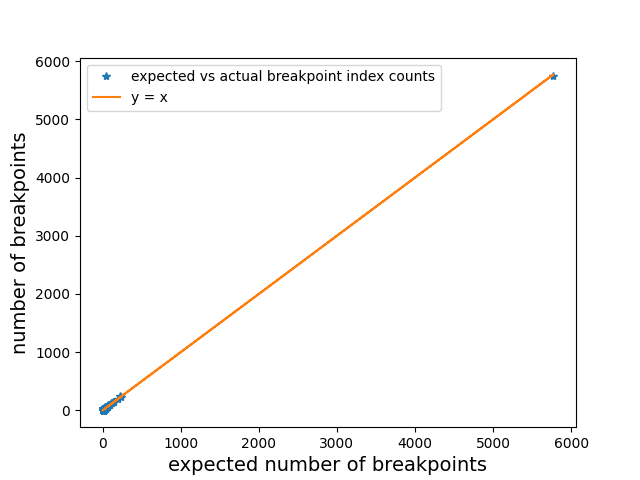 6000
5000
4000
3000
2000
1000
0
number of breakpoints
expected vs actual breakpoint index counts
y = x
0 1000 2000 3000 4000 5000 6000
expected number of breakpoints